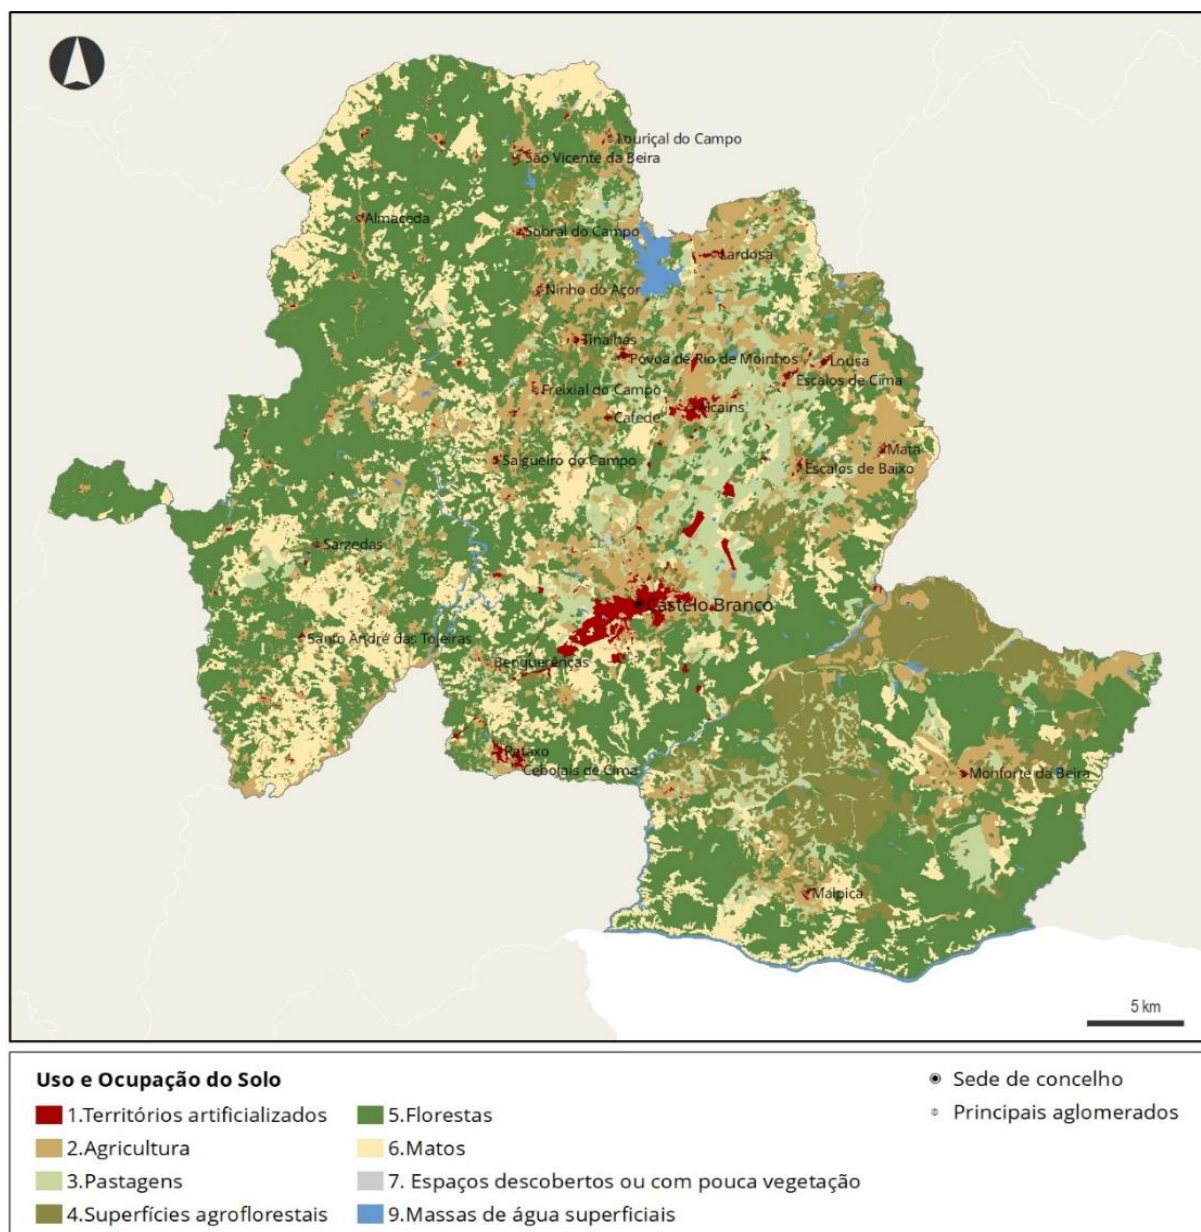 Louriçal do Campo
São Vicente da Beira
Almaceda
Sobral do Campo
Lardosa
Ninho do Açor
Tinalhas
Póvoa de Rio de Moinhos
Lousa
Escalos de Cima
Freixial do Campo
Alcains
Cafede
Mata
Salgueiro do Campo
Escalos de Baixo
Sarzedas
Castelo Branco
Santo André das Tojeiras
Benquerenças
Retaxo
Cebolais de Cima
Monforte da Beira
Malpica
5 km
Uso e Ocupação do Solo
1.Territórios artificializados
2.Agricultura
3.Pastagens
4.Superfícies agroflorestais
5.Florestas
6.Matos
7. Espaços descobertos ou com pouca vegetação
9.Massas de água superficiais
Sede de concelho
Principais aglomerados